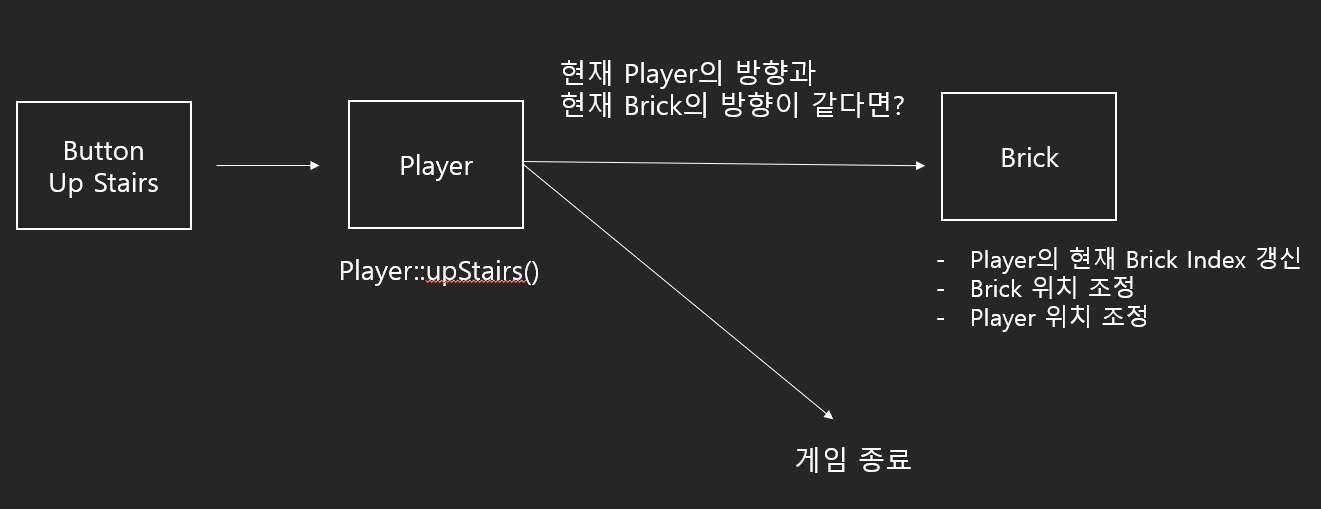 현재 Player의 방향과
현재 Brick의 방향이 같다면?
Button
Up Stairs
Player
Brick
Player::upStairs()
- Player의 현재 Brick Index 갱신
- Brick 위치 조정
- Player 위치 조정
게임 종료